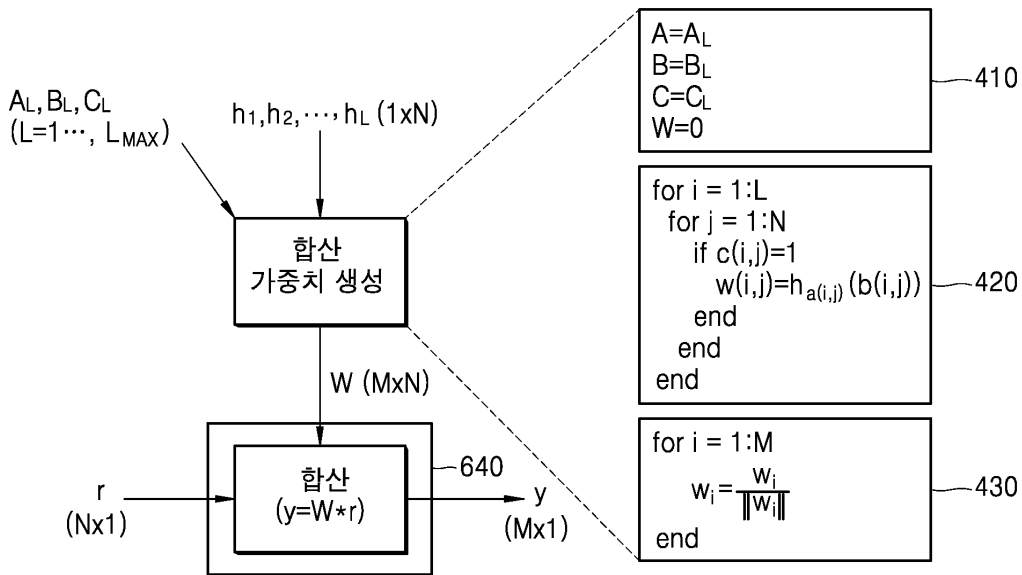 AL,BL,CL
(L=1⋯, LMAX)
h1,h2,⋯, hL (1xN)
합산
가중치 생성
W (MxN)
r
(Nx1)
합산
(y=W*r)
640
y
(Mx1)
A=AL
B=BL
C=CL
W=0
410
for i = 1:L
for j = 1:N
if c(i,j)=1
w(i,j)=ha(i,j) (b(i,j))
end
end
end
420
for i = 1:M
wi = wi / ||wi||
end
430